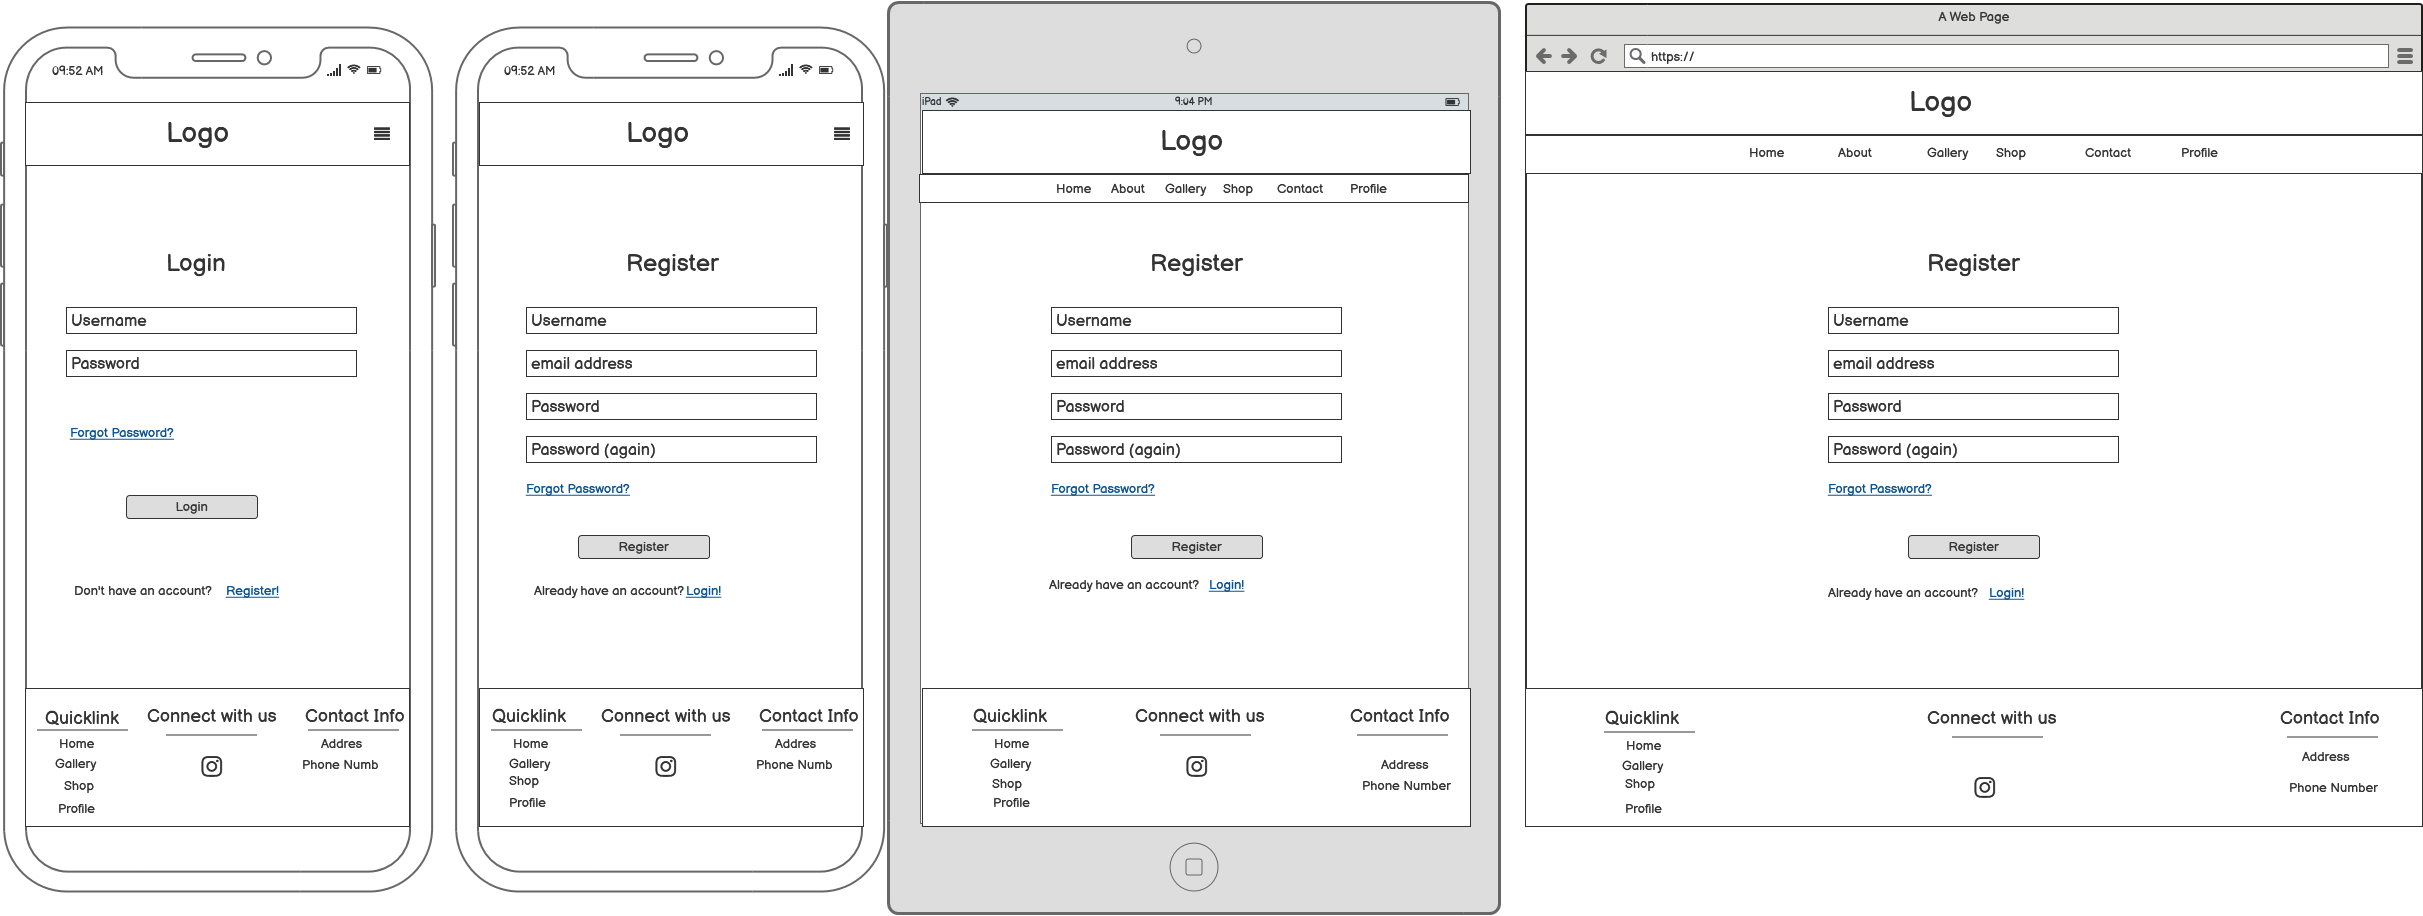 09:52 AM
Logo
Login
Username
Password
Forgot Password?
Login
Don't have an account? Register!
Quicklink
Home
Gallery
Shop
Profile
Connect with us
Contact Info
Addres
Phone Numb
09:52 AM
Logo
Register
Username
email address
Password
Password (again)
Forgot Password?
Register
Already have an account? Login!
Quicklink
Home
Gallery
Shop
Profile
Connect with us
Contact Info
Addres
Phone Numb
iPad 9:04 PM
Logo
Home About Gallery Shop Contact Profile
Register
Username
email address
Password
Password (again)
Forgot Password?
Register
Already have an account? Login!
Quicklink
Home
Gallery
Shop
Profile
Connect with us
Contact Info
Address
Phone Number
A Web Page
https://
Logo
Home About Gallery Shop Contact Profile
Register
Username
email address
Password
Password (again)
Forgot Password?
Register
Already have an account? Login!
Quicklink
Home
Gallery
Shop
Profile
Connect with us
Contact Info
Address
Phone Number